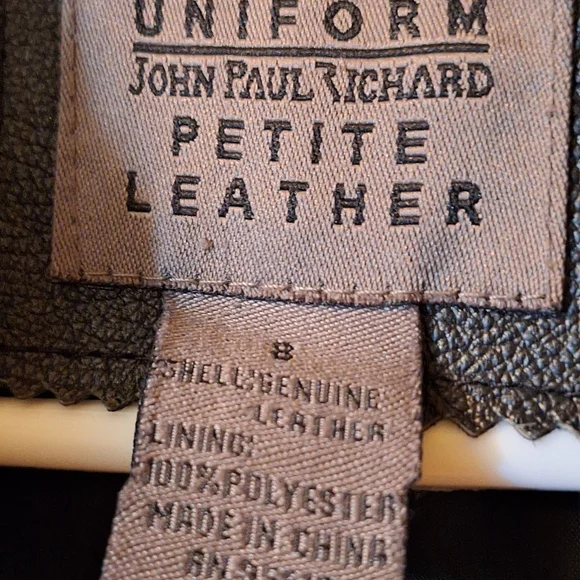 UNIFORM
JOHN PAUL RICHARD
PETITE
LEATHER
8
SHELL:GENUINE
LEATHER
LINING:
100%POLYESTER
MADE IN CHINA